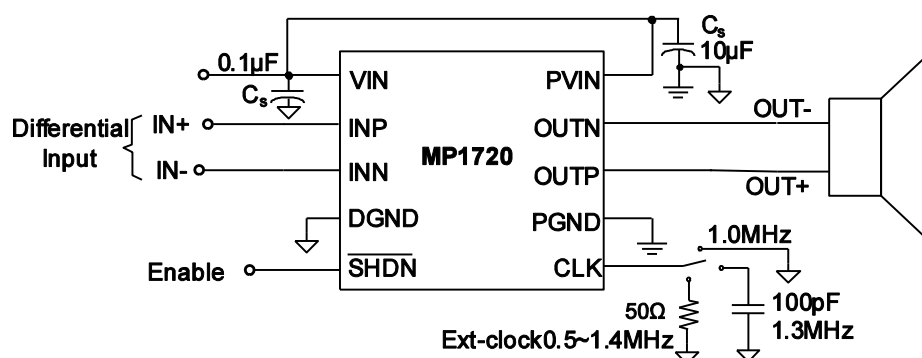 0.1µF
Cs
Cs
10µF
VIN
PVIN
Differential
Input
IN+
INP
OUTN
OUT-
MP1720
IN-
INN
OUTP
OUT+
DGND
PGND
1.0MHz
Enable
SHDN
CLK
50Ω
100pF
Ext-clock0.5~1.4MHz
1.3MHz